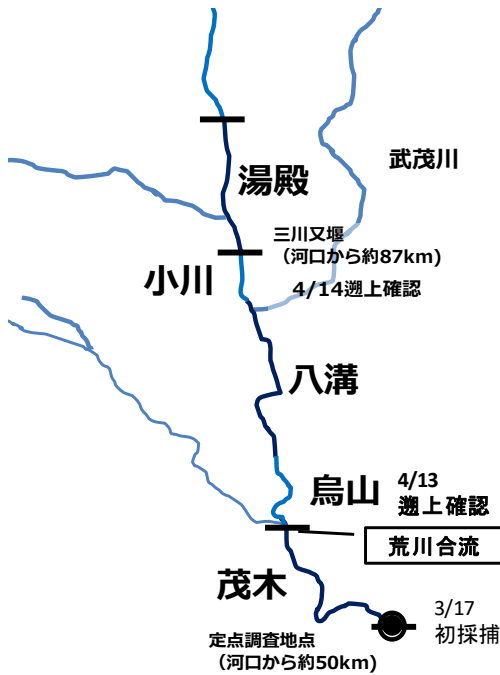 武茂川
湯殿
三川又堰
(河口から約87km)
4/14遡上確認
小川
八溝
烏山
4/13
遡上確認
荒川合流
茂木
3/17
初採捕
定点調査地点
(河口から約50km)